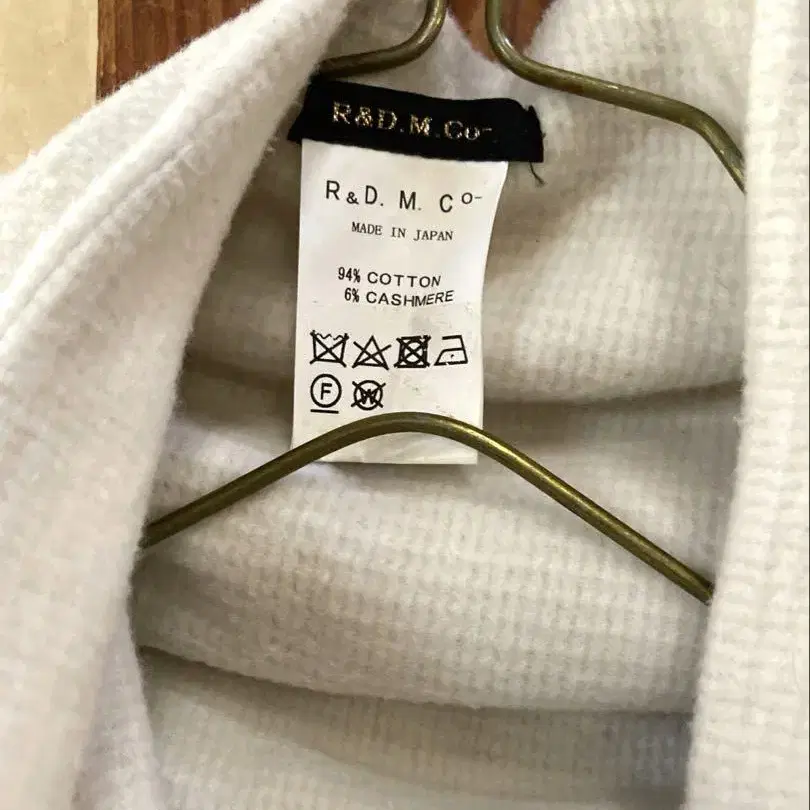 R&D.M.Co-
R&D. M. Co-
MADE IN JAPAN
94% COTTON
6% CASHMERE
F
W